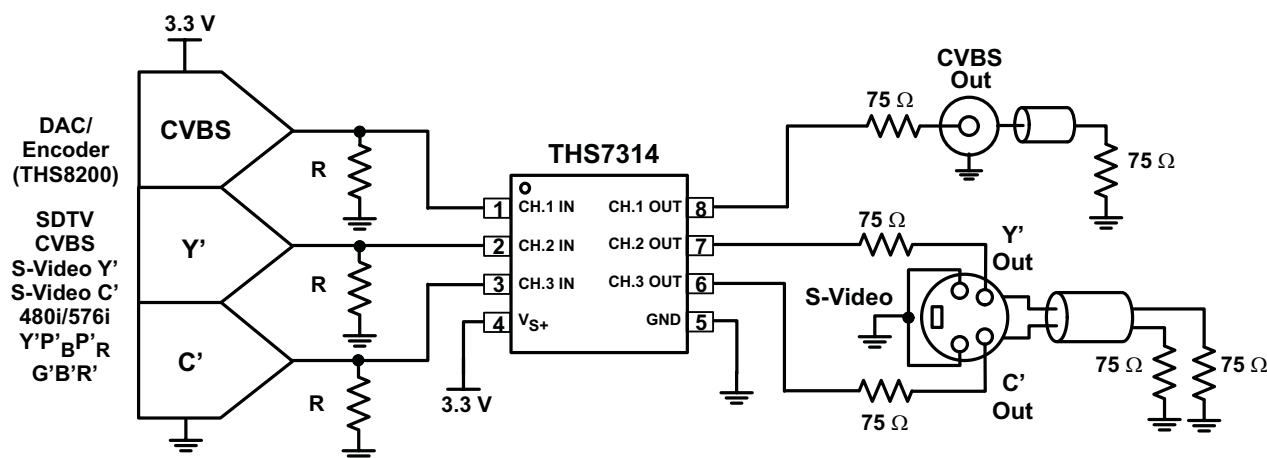 3.3 V
CVBS
Y'
C'
DAC/
Encoder
(THS8200)
SDTV
CVBS
S-Video Y'
S-Video C'
480i/576i
Y'P'BP'R
G'B'R'
R
R
R
THS7314
1 CH.1 IN CH.1 OUT 8
2 CH.2 IN CH.2 OUT 7
3 CH.3 IN CH.3 OUT 6
4 VS+ GND 5
3.3 V
CVBS
Out
75 Ω
75 Ω
75 Ω
Y'
Out
S-Video
75 Ω
C'
Out
75 Ω
75 Ω